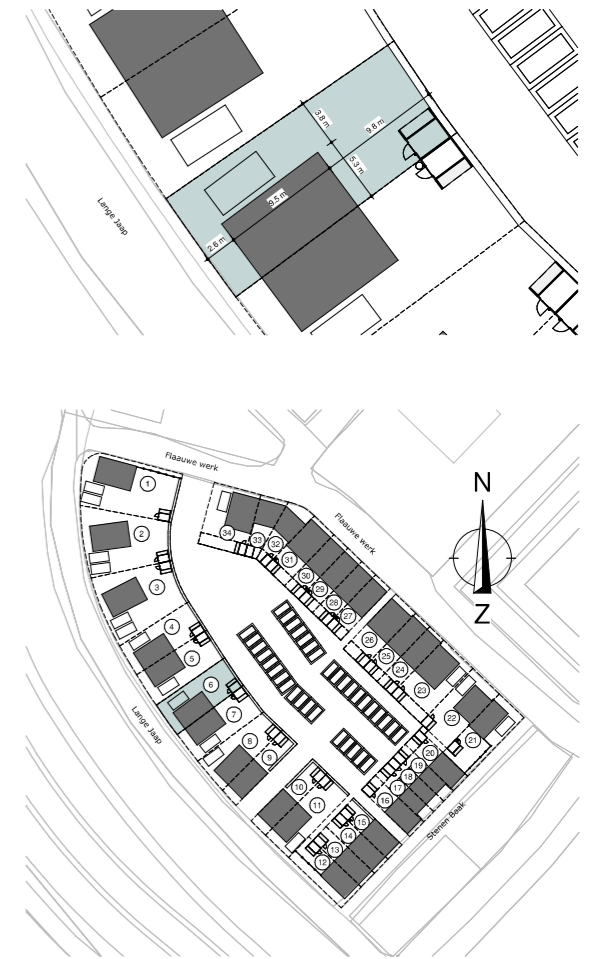 3.8 m
9.8 m
5.3 m
9.5 m
2.6 m
Lange Jaap
Flaauwe werk
Flaauwe werk
Lange Jaap
Stenen Baak
N
Z
1
2
3
4
5
6
7
8
9
10
11
12
13
14
15
16
17
18
19
20
21
22
23
24
25
26
27
28
29
30
31
32
33
34